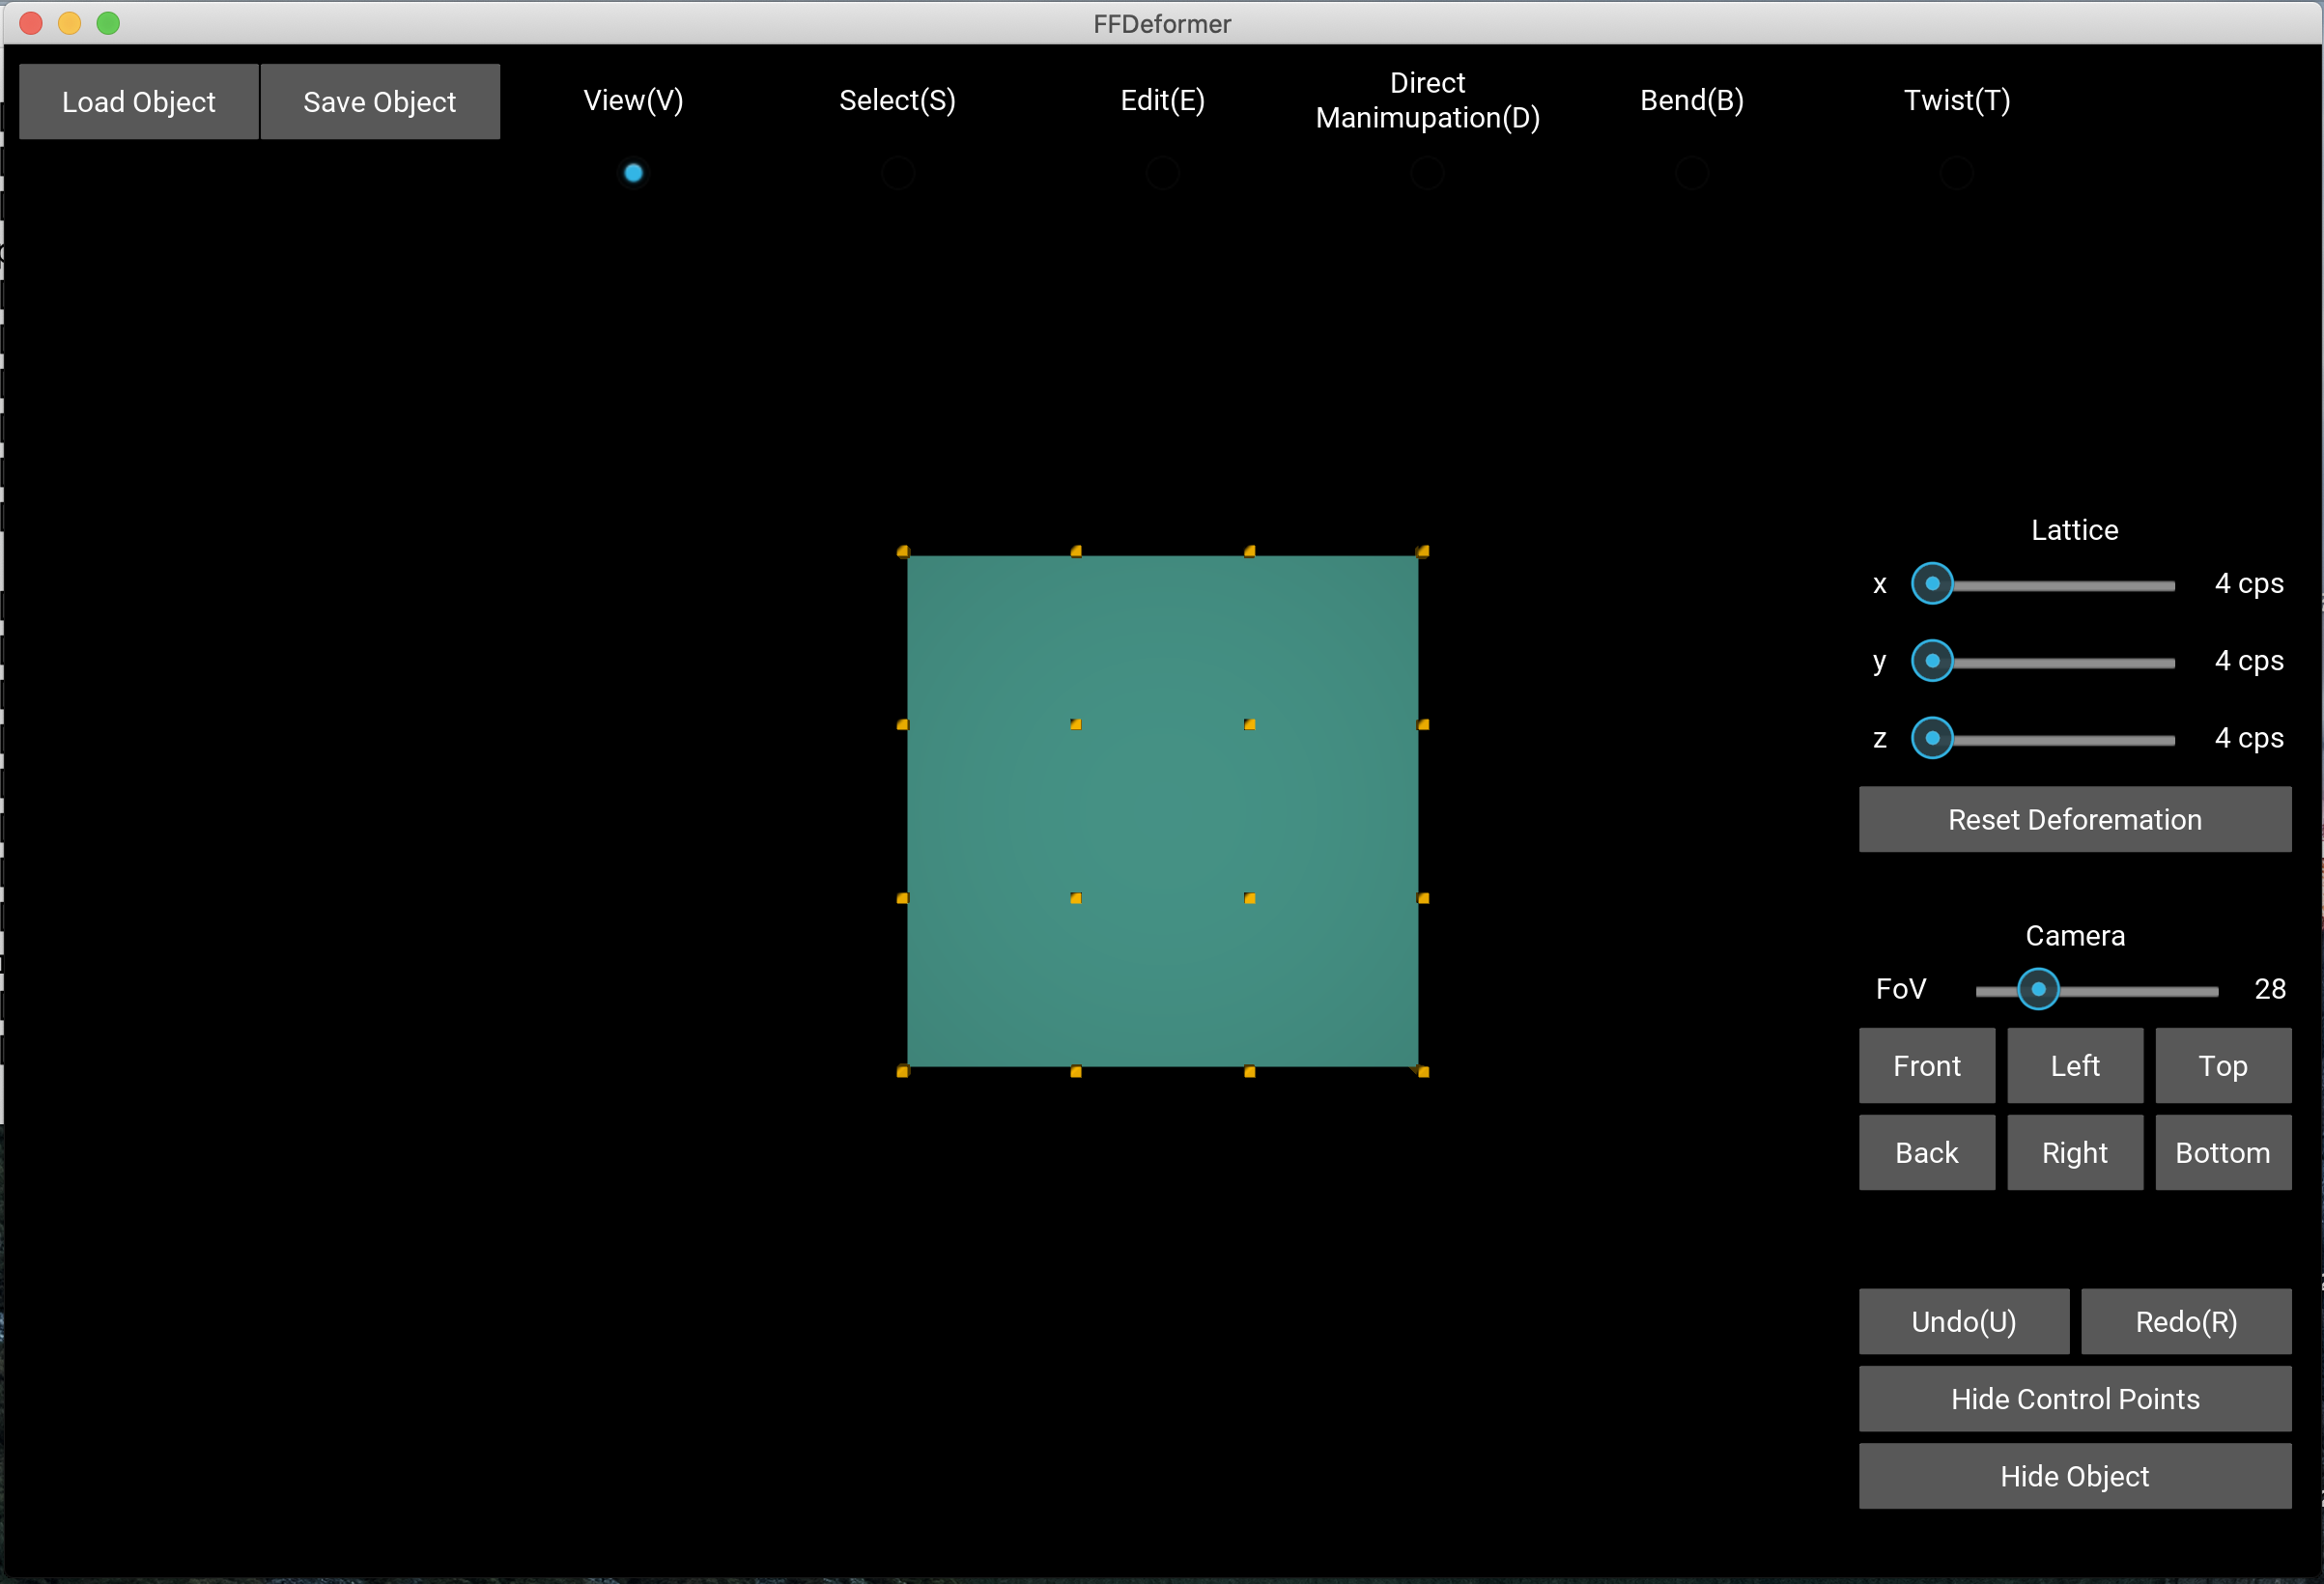 FFDeformer
Load Object
Save Object
View(V)
Select(S)
Edit(E)
Direct
Manimupation(D)
Bend(B)
Twist(T)
Lattice
x 4 cps
y 4 cps
z 4 cps
Reset Deforemation
Camera
FoV 28
Front Left Top
Back Right Bottom
Undo(U) Redo(R)
Hide Control Points
Hide Object